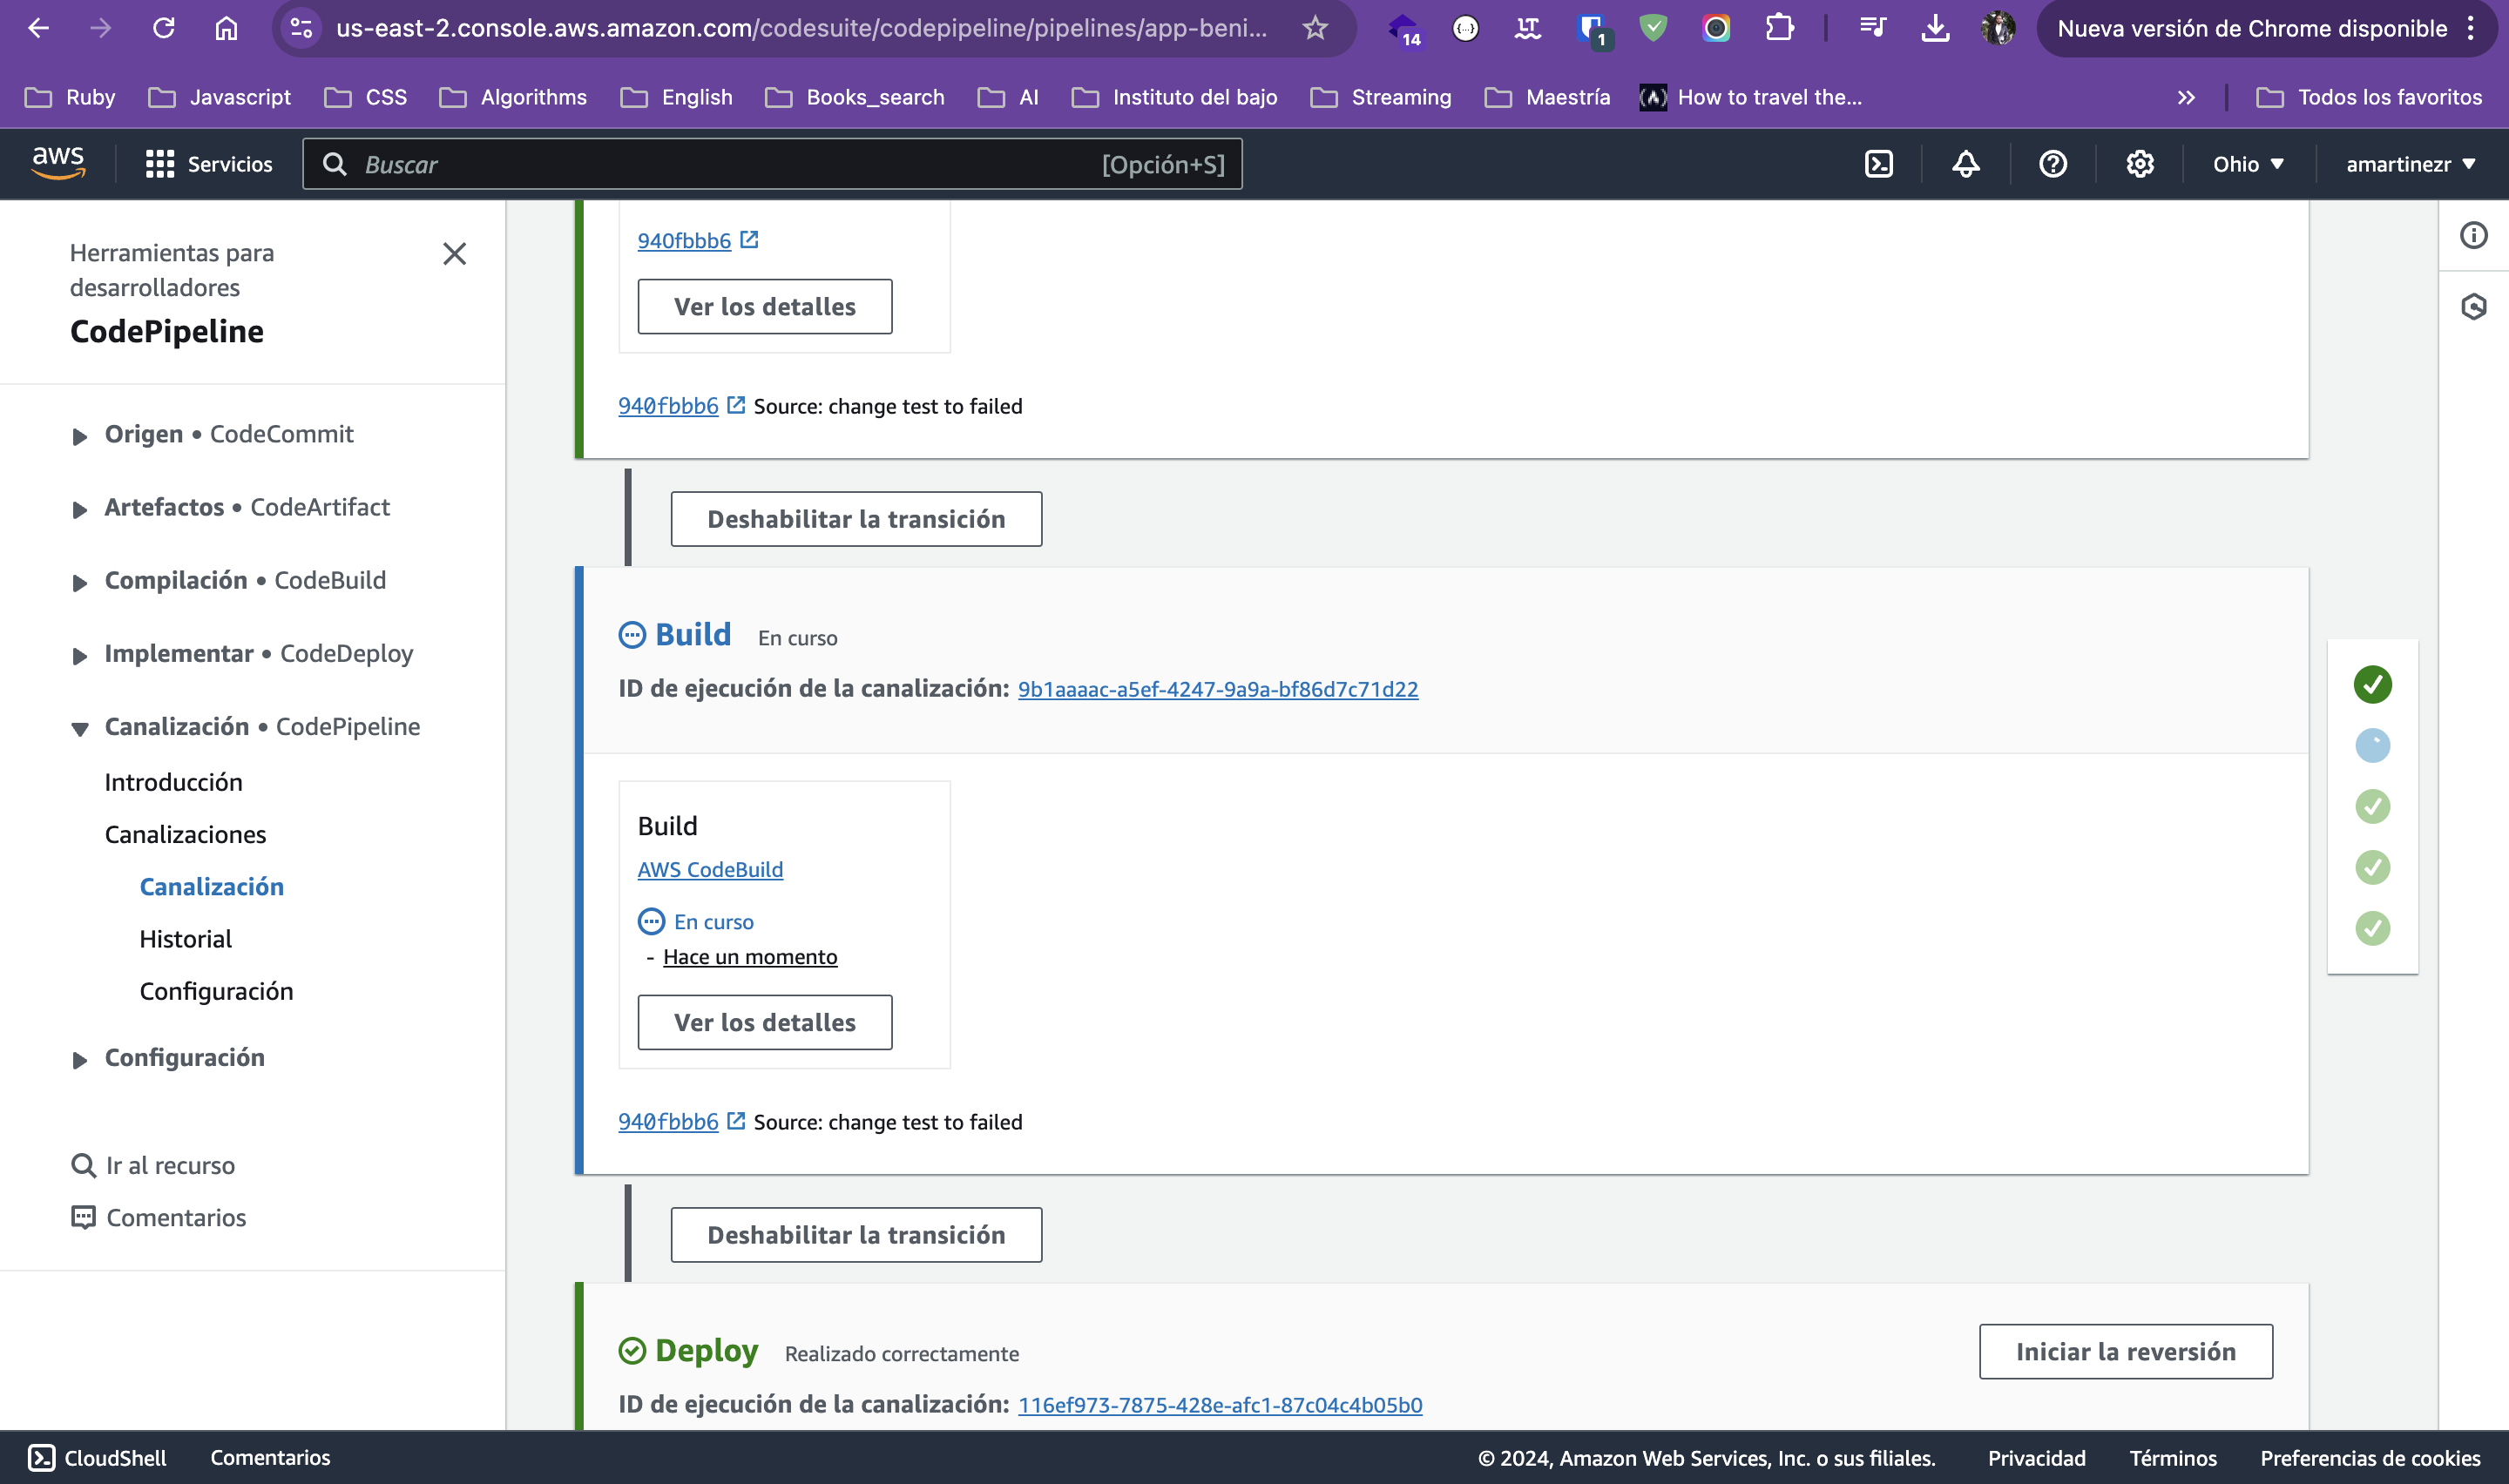 us-east-2.console.aws.amazon.com/codesuite/codepipeline/pipelines/app-beni...
14
{...}
LT
1
Nueva versión de Chrome disponible
Ruby
Javascript
CSS
Algorithms
English
Books_search
AI
Instituto del bajo
Streaming
Maestría
How to travel the...
Todos los favoritos
aws
Servicios
Buscar
[Opción+S]
Ohio
amartinezr
Herramientas para
desarrolladores
CodePipeline
Origen • CodeCommit
Artefactos • CodeArtifact
Compilación • CodeBuild
Implementar • CodeDeploy
Canalización • CodePipeline
Introducción
Canalizaciones
Canalización
Historial
Configuración
Configuración
Ir al recurso
Comentarios
940fbbb6
Ver los detalles
940fbbb6 Source: change test to failed
Deshabilitar la transición
Build En curso
ID de ejecución de la canalización: 9b1aaaac-a5ef-4247-9a9a-bf86d7c71d22
Build
AWS CodeBuild
En curso
- Hace un momento
Ver los detalles
940fbbb6 Source: change test to failed
Deshabilitar la transición
Deploy Realizado correctamente
Iniciar la reversión
ID de ejecución de la canalización: 116ef973-7875-428e-afc1-87c04c4b05b0
CloudShell
Comentarios
© 2024, Amazon Web Services, Inc. o sus filiales.
Privacidad
Términos
Preferencias de cookies